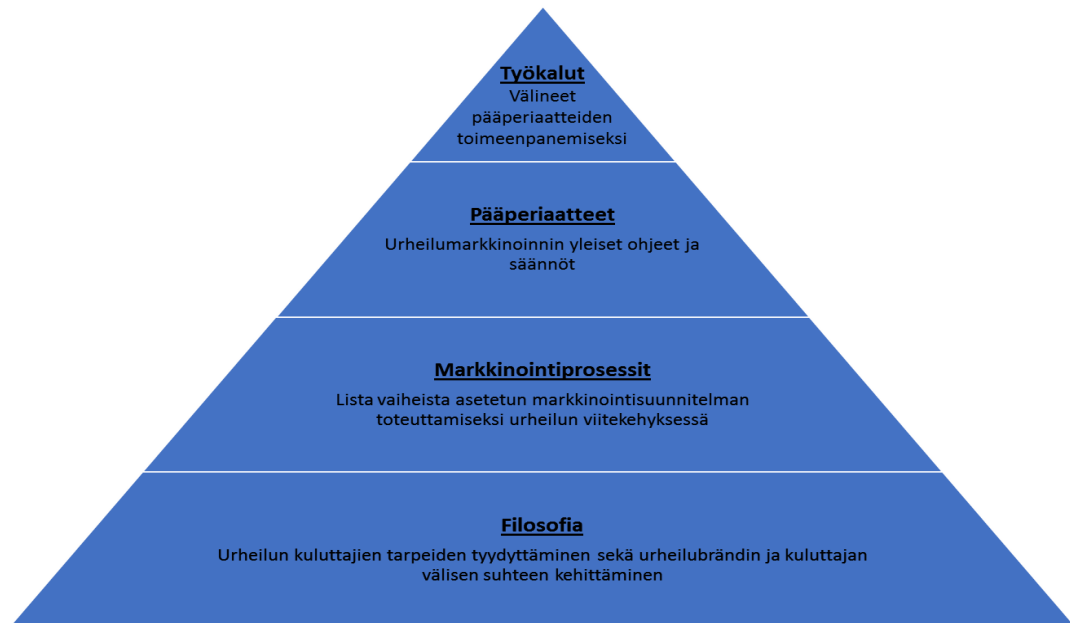 Työkalut
Välineet
pääperiaatteiden
toimeenpanemiseksi
Pääperiaatteet
Urheilumarkkinoinnin yleiset ohjeet ja
säännöt
Markkinointiprosessit
Lista vaiheista asetetun markkinointisuunnitelman
toteuttamiseksi urheilun viitekehyksessä
Filosofia
Urheilun kuluttajien tarpeiden tyydyttäminen sekä urheilubrändin ja kuluttajan
välisen suhteen kehittäminen